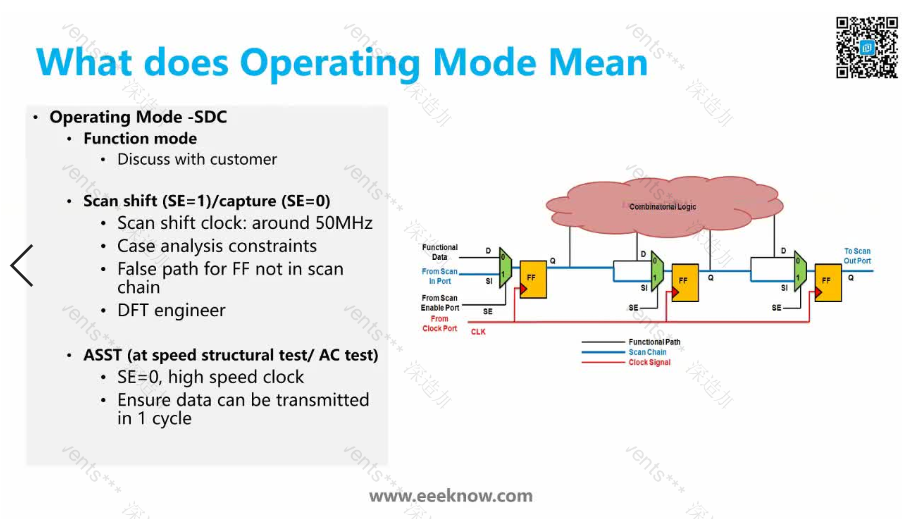 What does Operating Mode Mean
• Operating Mode -SDC
• Function mode
• Discuss with customer
• Scan shift (SE=1)/capture (SE=0)
• Scan shift clock: around 50MHz
• Case analysis constraints
• False path for FF not in scan
chain
• DFT engineer
• ASST (at speed structural test/ AC test)
• SE=0, high speed clock
• Ensure data can be transmitted
in 1 cycle
Combinatorial Logic
Functional
Data
D
0
1
From Scan
In Port
SI
From Scan
Enable Port
SE
From
Clock Port
CLK
FF
Q
D
0
1
SI
SE
FF
Q
D
0
1
SI
SE
FF
Q
To Scan
Out Port
Functional Path
Scan Chain
Clock Signal
www.eeeknow.com